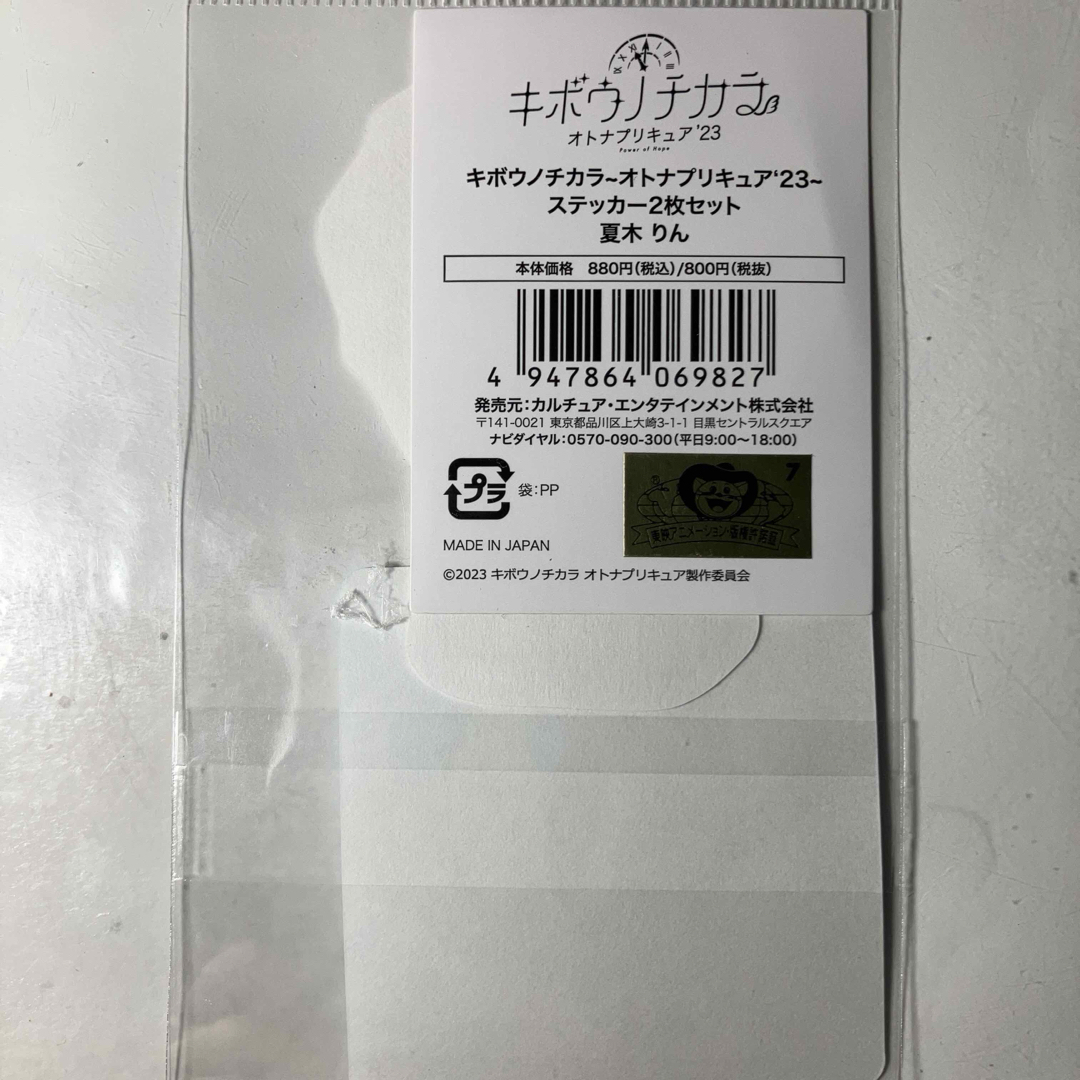 キボウノチカラ
オトナプリキュア'23
Power of Hope
キボウノチカラ~オトナプリキュア‘23~
ステッカー2枚セット
夏木 りん
本体価格 880円(税込)/800円(税抜)
4 947864 069827
発売元:カルチュア・エンタテインメント株式会社
〒141-0021 東京都品川区上大崎3-1-1 目黒セントラルスクエア
ナビダイヤル:0570-090-300(平日9:00〜18:00)
プラ 袋:PP
7
東映アニメーション・版権許諾証
MADE IN JAPAN
©2023 キボウノチカラ オトナプリキュア製作委員会